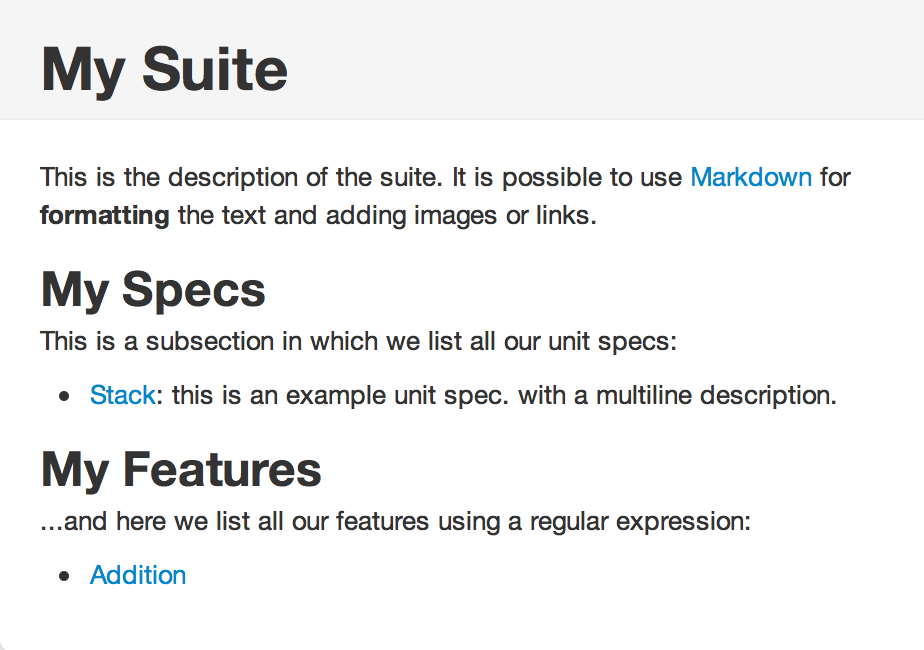 My Suite
This is the description of the suite. It is possible to use Markdown for
formatting the text and adding images or links.
My Specs
This is a subsection in which we list all our unit specs:
• Stack: this is an example unit spec. with a multiline description.
My Features
...and here we list all our features using a regular expression:
• Addition